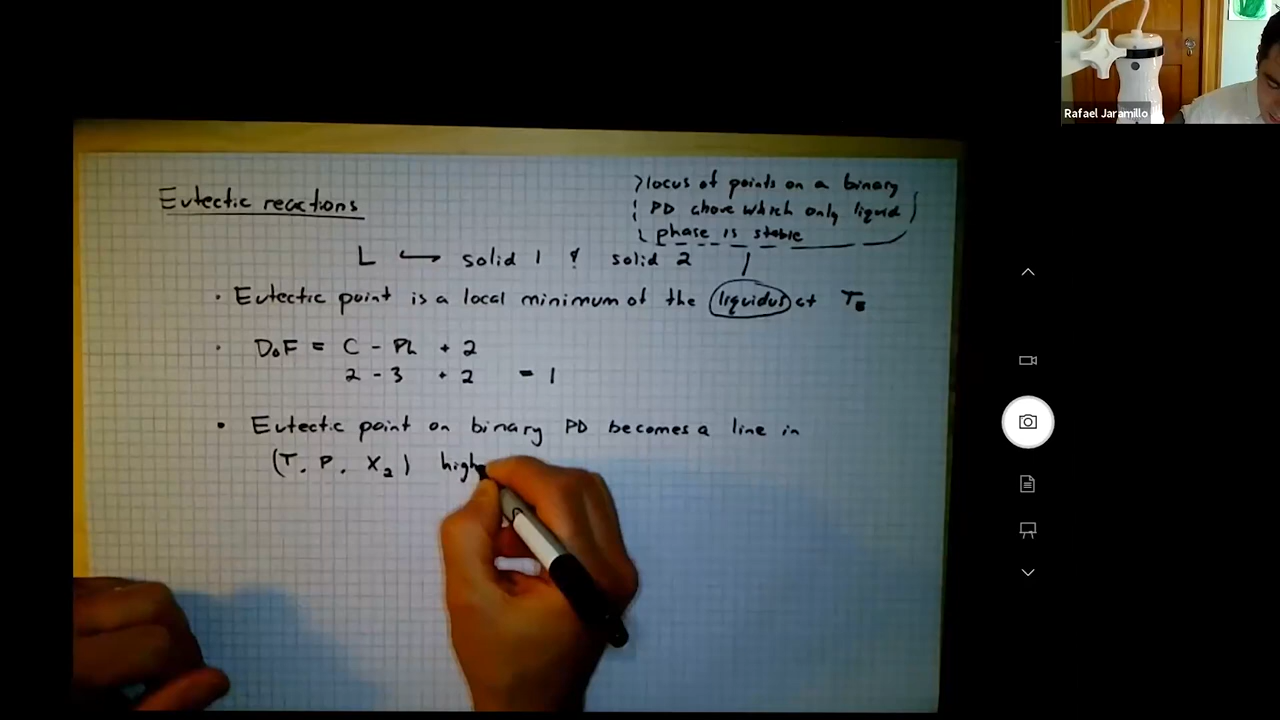 Rafael Jaramillo
Eutectic reactions
locus of points on a binary
PD above which only liquid
phase is stable
L ⟷ solid 1 & solid 2
· Eutectic point is a local minimum of the liquidus at T_E
· DoF = C - Ph + 2
2 - 3 + 2 = 1
· Eutectic point on binary PD becomes a line in
(T, P, X₂) high